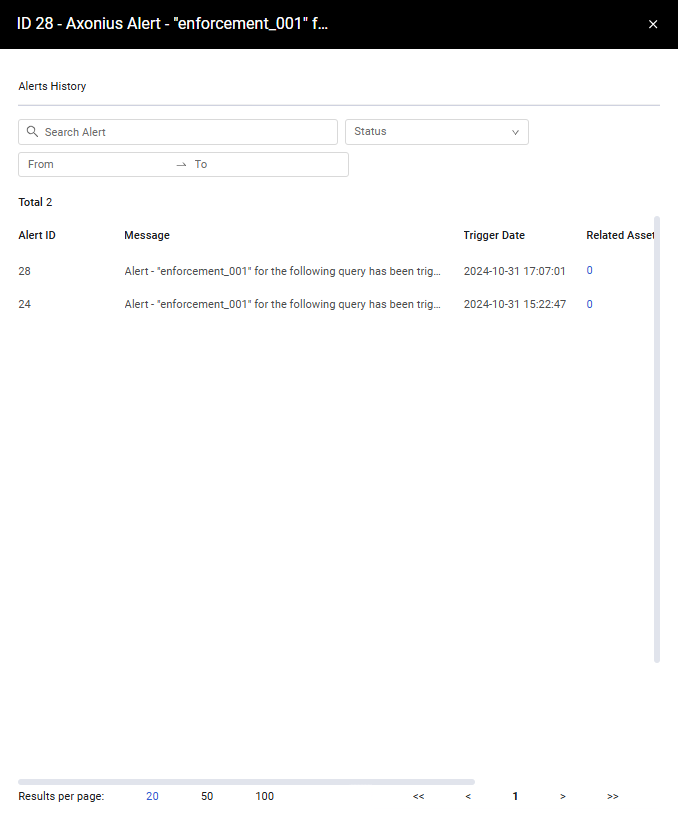 ID 28 - Axonius Alert - "enforcement_001" f...
Alerts History
Search Alert Status
From To
Total 2
Alert ID Message Trigger Date Related Asset
28 Alert - "enforcement_001" for the following query has been trig... 2024-10-31 17:07:01 0
24 Alert - "enforcement_001" for the following query has been trig... 2024-10-31 15:22:47 0
Results per page: 20 50 100 << < 1 > >>